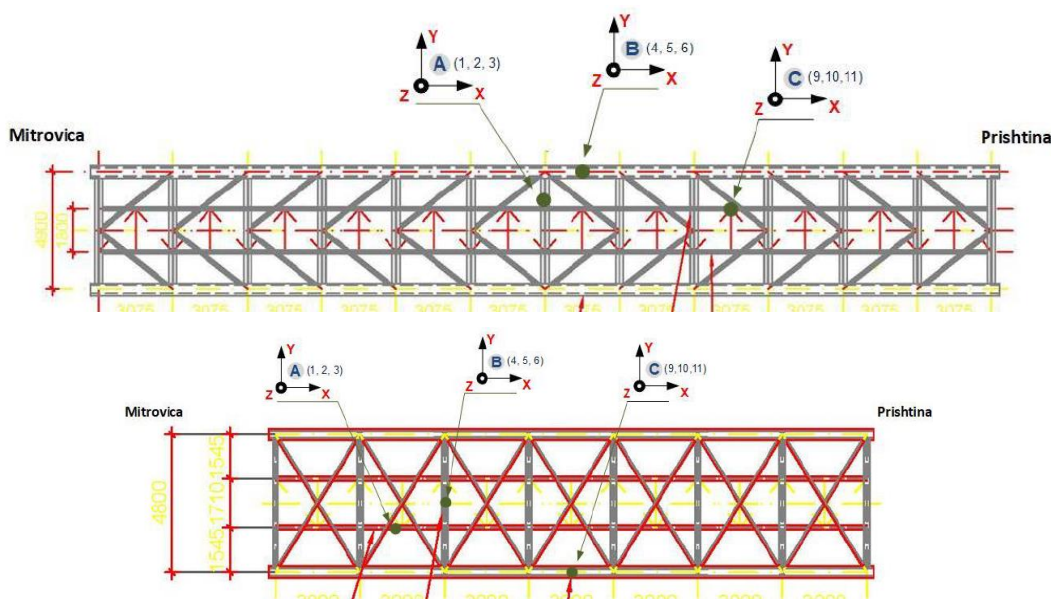 Y
B (4, 5, 6)
Y
A (1, 2, 3)
Z X
Y
C (9,10,11)
Z X
Z X
Mitrovica
Prishtina
4800
1800
3075 3075 3075 3075 3075 3075 3075 3075 3075 3075 3075 3075
Y
B (4, 5, 6)
Y
A (1, 2, 3)
Z X
Y
C (9,10,11)
Z X
Z X
Mitrovica
Prishtina
4800
1545
1710
1545